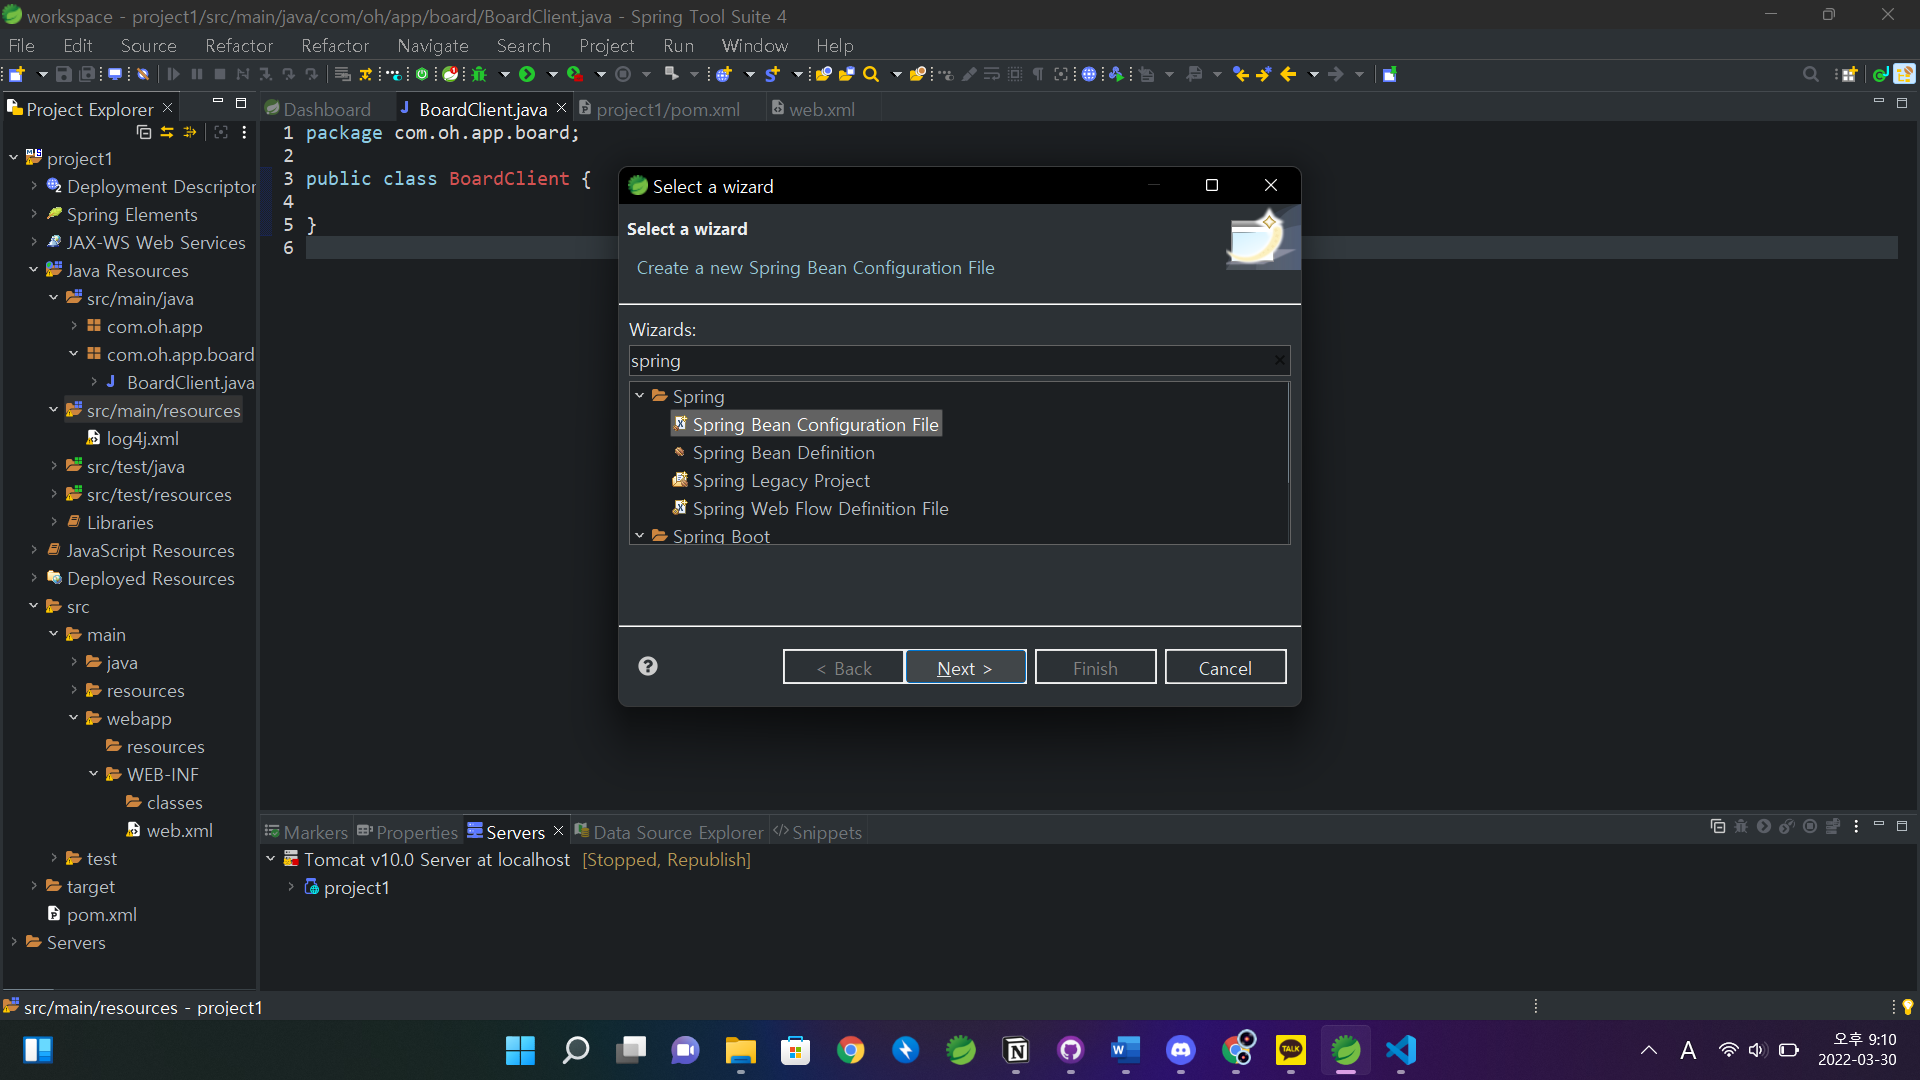 workspace - project1/src/main/java/com/oh/app/board/BoardClient.java - Spring Tool Suite 4
File Edit Source Refactor Refactor Navigate Search Project Run Window Help
Project Explorer
Dashboard
BoardClient.java
project1/pom.xml
web.xml
project1
Deployment Descriptor
Spring Elements
JAX-WS Web Services
Java Resources
src/main/java
com.oh.app
com.oh.app.board
BoardClient.java
src/main/resources
log4j.xml
src/test/java
src/test/resources
Libraries
JavaScript Resources
Deployed Resources
src
main
java
resources
webapp
resources
WEB-INF
classes
web.xml
test
target
pom.xml
Servers
1 package com.oh.app.board;
2
3 public class BoardClient {
4
5 }
6
Select a wizard
Select a wizard
Create a new Spring Bean Configuration File
Wizards:
spring
Spring
Spring Bean Configuration File
Spring Bean Definition
Spring Legacy Project
Spring Web Flow Definition File
Spring Boot
< Back
Next >
Finish
Cancel
Markers
Properties
Servers
Data Source Explorer
Snippets
Tomcat v10.0 Server at localhost [Stopped, Republish]
project1
src/main/resources - project1
TALK
A
오후 9:10
2022-03-30